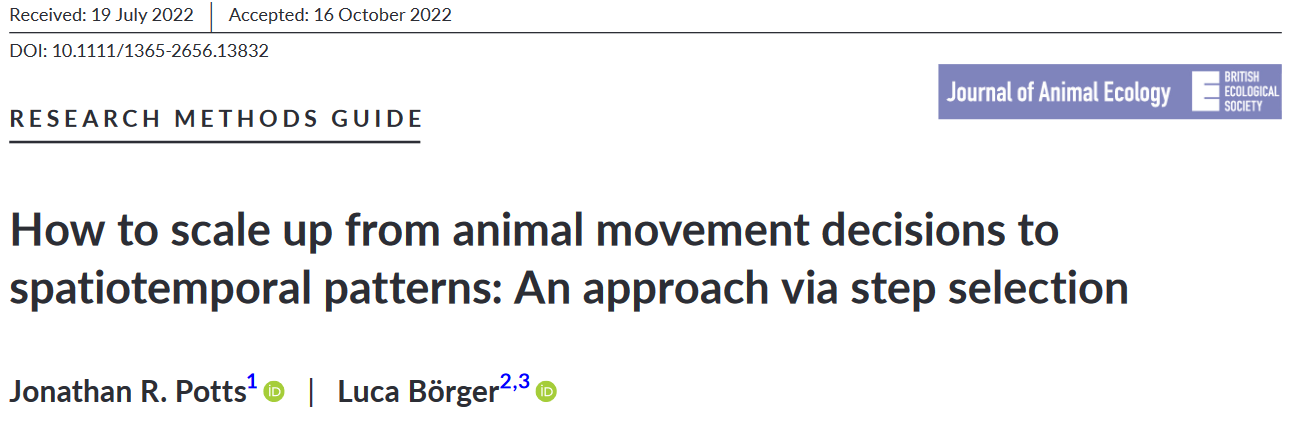 Received: 19 July 2022 | Accepted: 16 October 2022
DOI: 10.1111/1365-2656.13832
Journal of Animal Ecology
BRITISH
ECOLOGICAL
SOCIETY
RESEARCH METHODS GUIDE
How to scale up from animal movement decisions to
spatiotemporal patterns: An approach via step selection
Jonathan R. Potts1 iD | Luca Börger2,3 iD